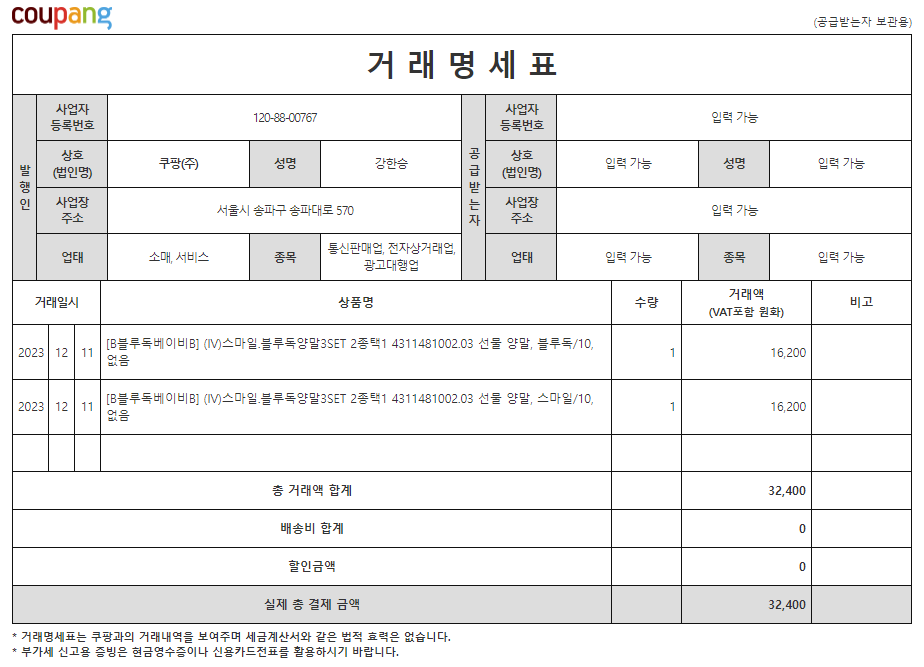 coupang
(공급받는자 보관용)
거 래 명 세 표
발행인
사업자
등록번호
120-88-00767
공급받는자
사업자
등록번호
입력 가능
상호
(법인명)
쿠팡(주)
성명
강한승
상호
(법인명)
입력 가능
성명
입력 가능
사업장
주소
서울시 송파구 송파대로 570
사업장
주소
입력 가능
업태
소매, 서비스
종목
통신판매업, 전자상거래업,
광고대행업
업태
입력 가능
종목
입력 가능
거래일시 상품명 수량 거래액
(VAT포함 원화)
비고
2023 12 11 [B블루독베이비B] (IV)스마일.블루독양말3SET 2종택1 4311481002.03 선물 양말, 블루독/10,
없음
1 16,200
2023 12 11 [B블루독베이비B] (IV)스마일.블루독양말3SET 2종택1 4311481002.03 선물 양말, 스마일/10,
없음
1 16,200
총 거래액 합계 32,400
배송비 합계 0
할인금액 0
실제 총 결제 금액 32,400
* 거래명세표는 쿠팡과의 거래내역을 보여주며 세금계산서와 같은 법적 효력은 없습니다.
* 부가세 신고용 증빙은 현금영수증이나 신용카드전표를 활용하시기 바랍니다.